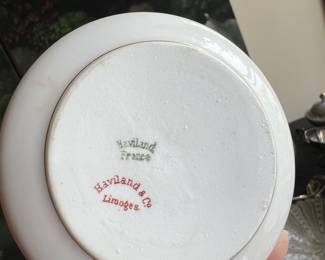 Haviland
France
Haviland & Co.
Limoges